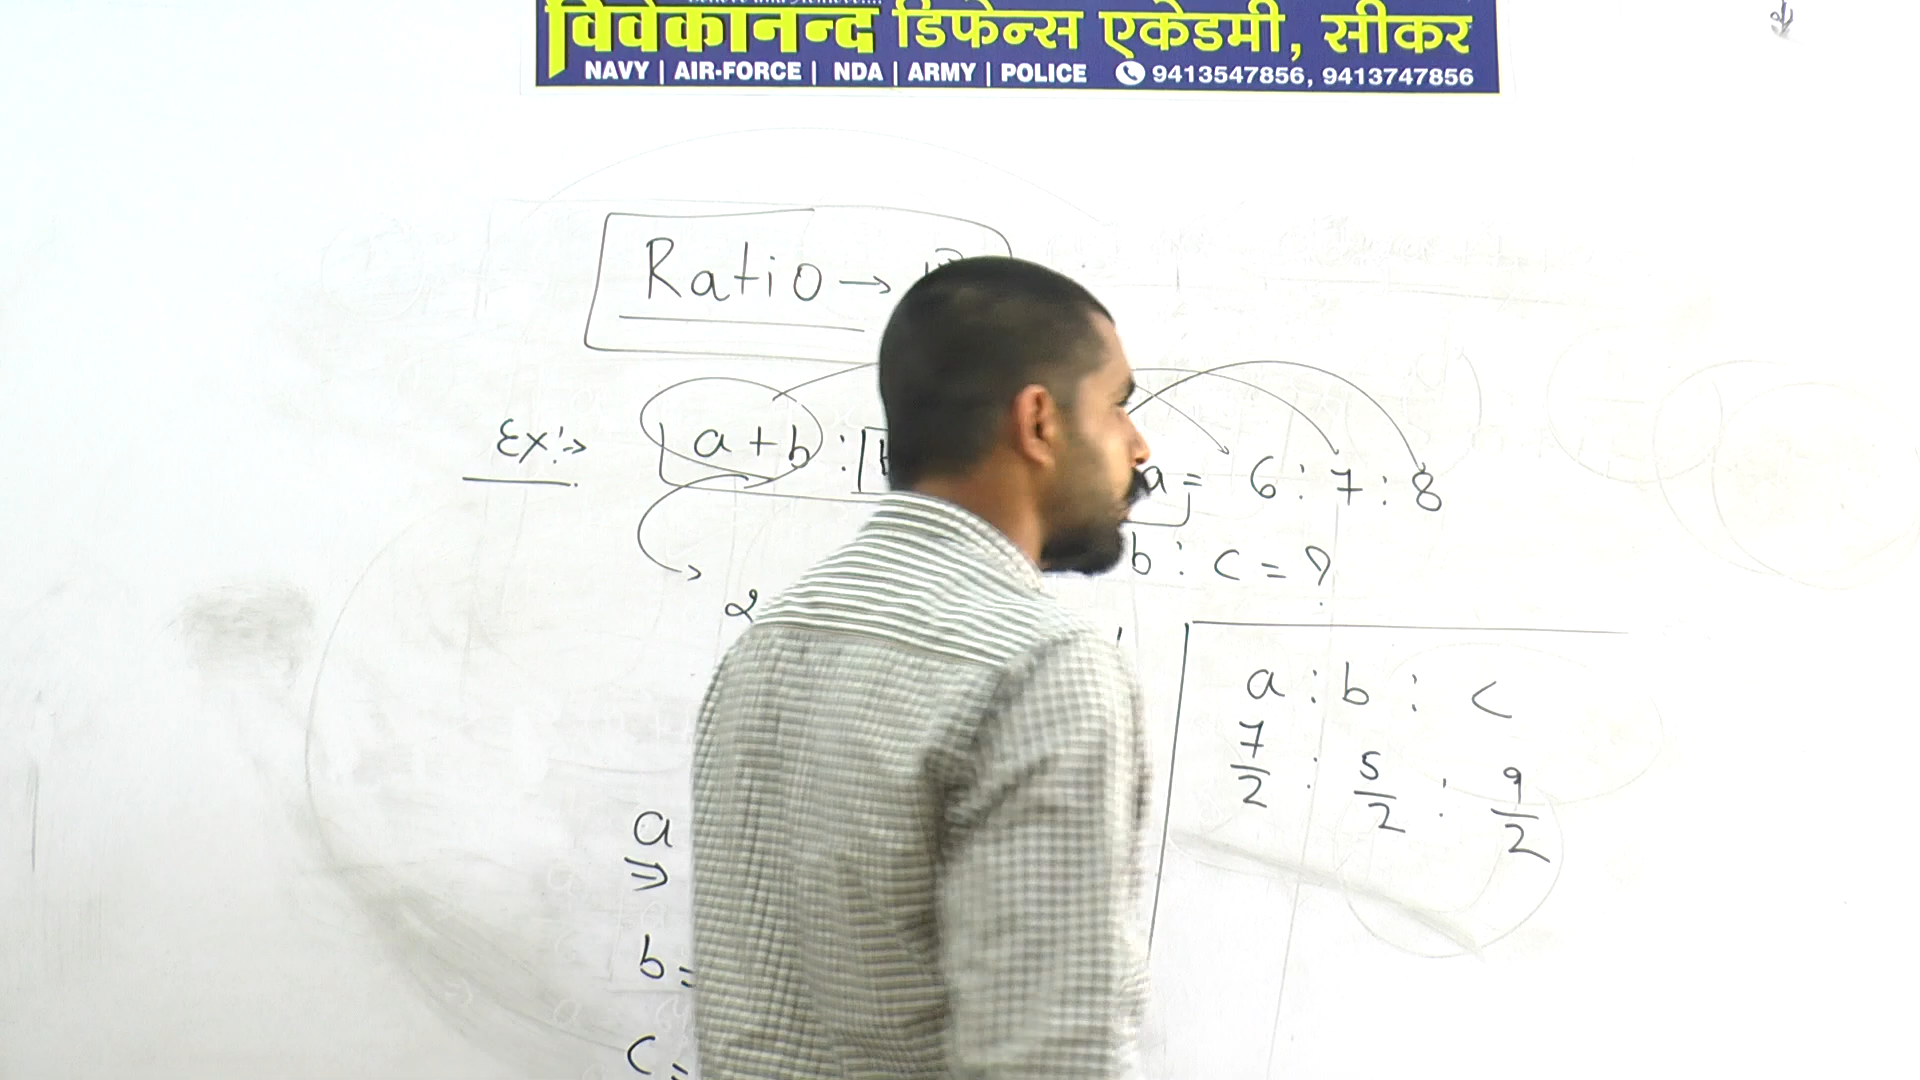 विवेकानन्द डिफेन्स एकेडमी, सीकर
NAVY | AIR-FORCE | NDA | ARMY | POLICE 9413547856, 9413747856
Ratio →
Ex:→ a+b : a = 6 : 7 : 8
b : c = ?
2
a : b : c
7/2 : 5/2 : 9/2
a
⇒
b =
c =